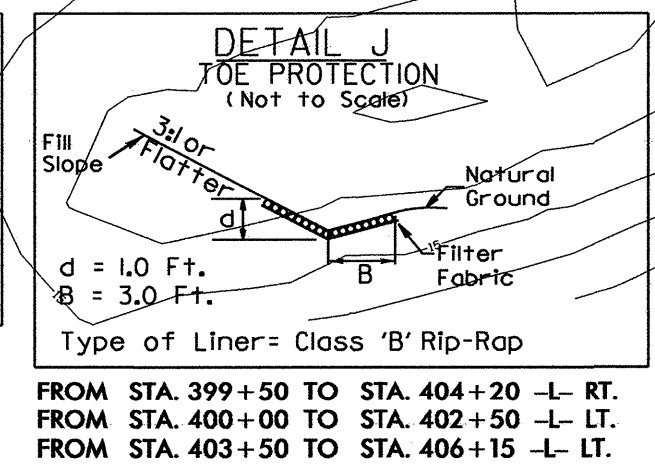 DETAIL J
TOE PROTECTION
(Not to Scale)
3:1 or
Flatter
Fill
Slope
Natural
Ground
d
15
Filter
Fabric
B
d = 1.0 Ft.
B = 3.0 Ft.
Type of Liner= Class 'B' Rip-Rap
FROM STA. 399+50 TO STA. 404+20 -L- RT.
FROM STA. 400+00 TO STA. 402+50 -L- LT.
FROM STA. 403+50 TO STA. 406+15 -L- LT.